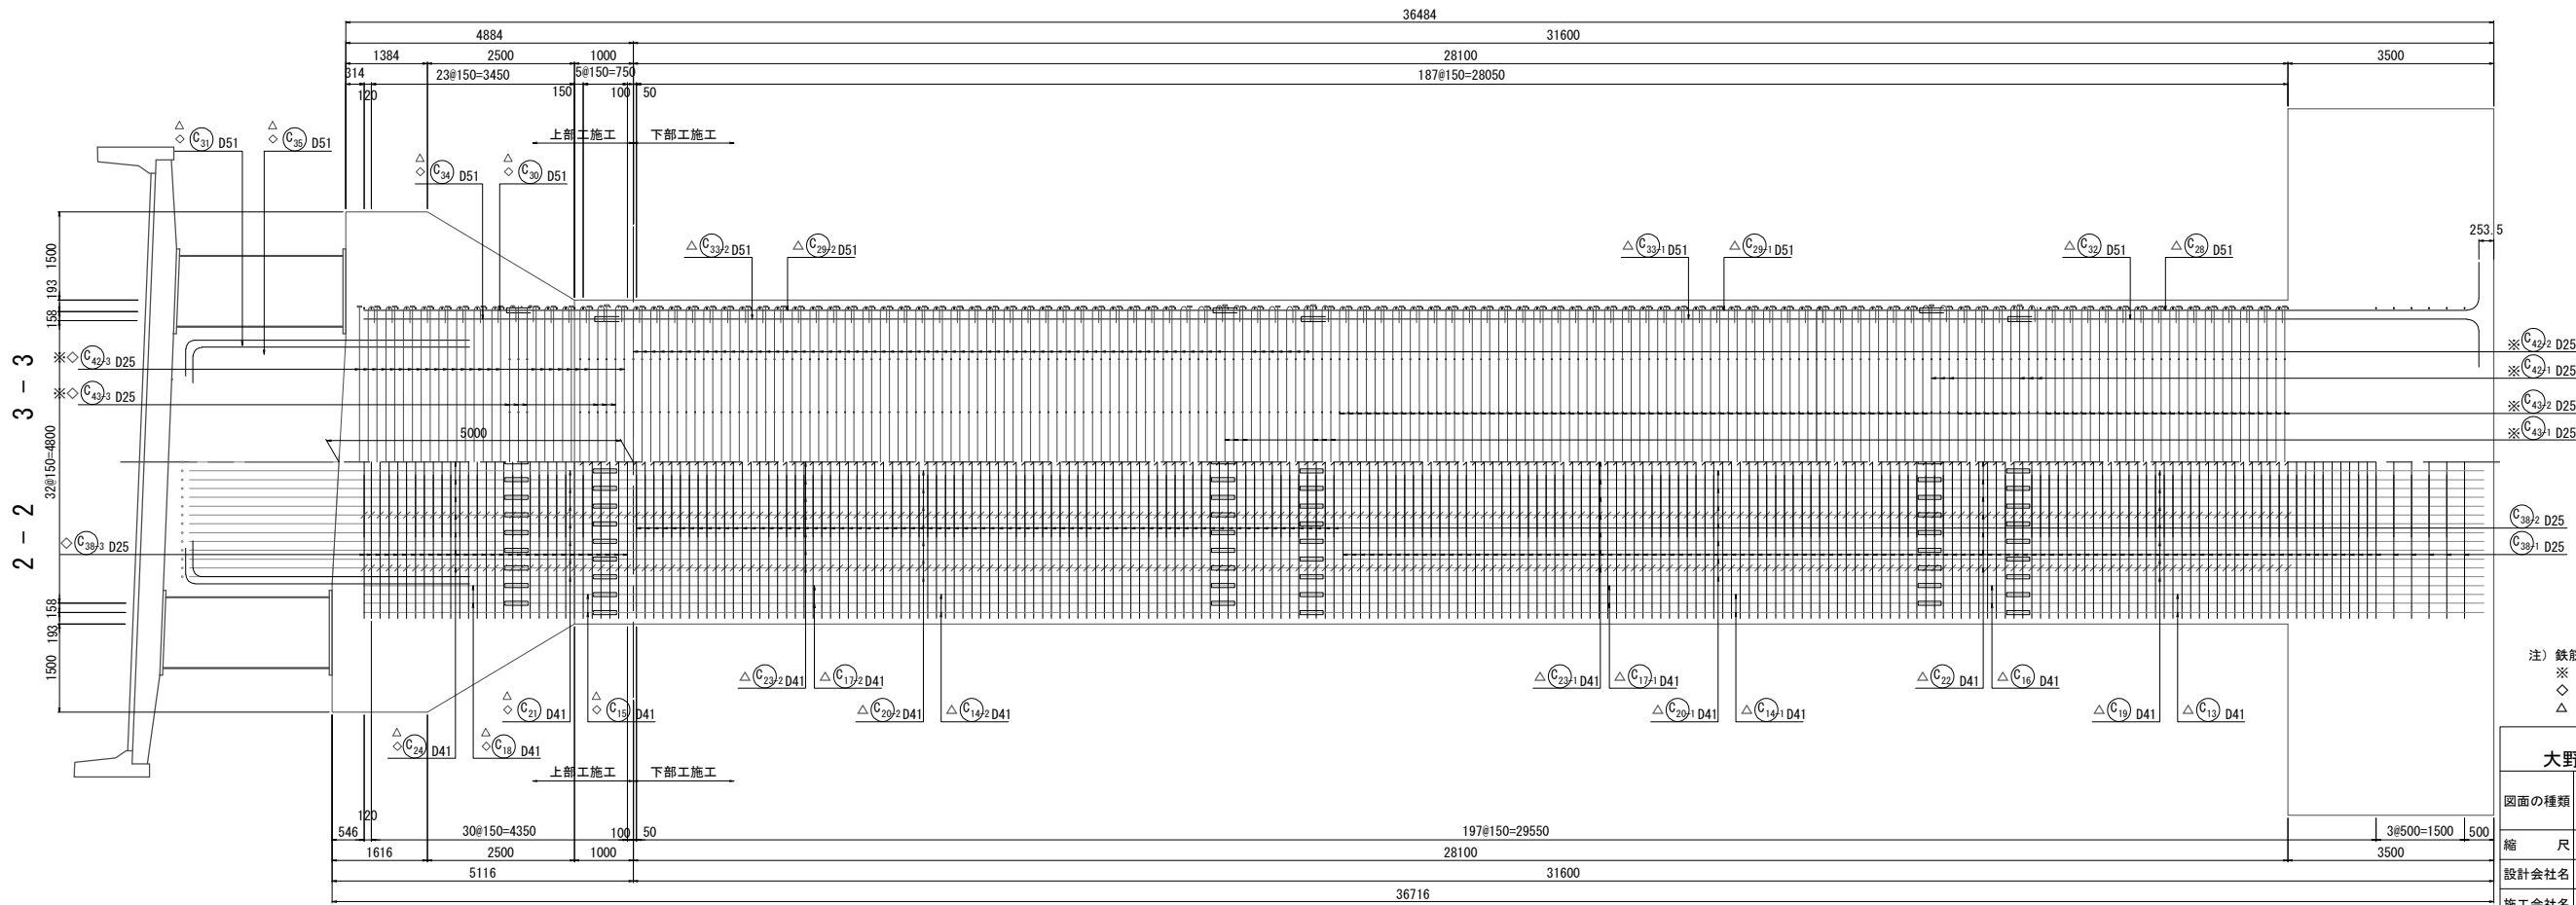 36484
4884 31600
1384 2500 1000 28100 3500
314 23@150=3450 5@150=750 187@150=28050
120 150 100 50
上部工施工 下部工施工
△
◇ C31 D51
△
◇ C35 D51
△
◇ C34 D51
△
◇ C30 D51
△ C33-2 D51
△ C29-2 D51
△ C33-1 D51
△ C29-1 D51
△ C32 D51
△ C28 D51
253.5
1500
193
158
3 - 3
※◇ C42-3 D25
※◇ C43-3 D25
※ C42-2 D25
※ C42-1 D25
※ C43-2 D25
※ C43-1 D25
5000
32@150=4800
2 - 2
◇ C38-3 D25
C38-2 D25
C38-1 D25
158
193
1500
△ C23-2 D41
△ C17-2 D41
△ C23-1 D41
△ C17-1 D41
△ C22 D41
△ C16 D41
△
◇ C21 D41
△
◇ C15 D41
△ C20-2 D41
△ C14-2 D41
△ C20-1 D41
△ C14-1 D41
△ C19 D41
△ C13 D41
△
◇ C24 D41
△
◇ C18 D41
上部工施工 下部工施工
120
546 30@150=4350 100 50 197@150=29550 3@500=1500 500
1616 2500 1000 28100 3500
5116 31600
36716
注）鉄筋
※
◇
△
大野
図面の種類
縮 尺
設計会社名
施工会社名